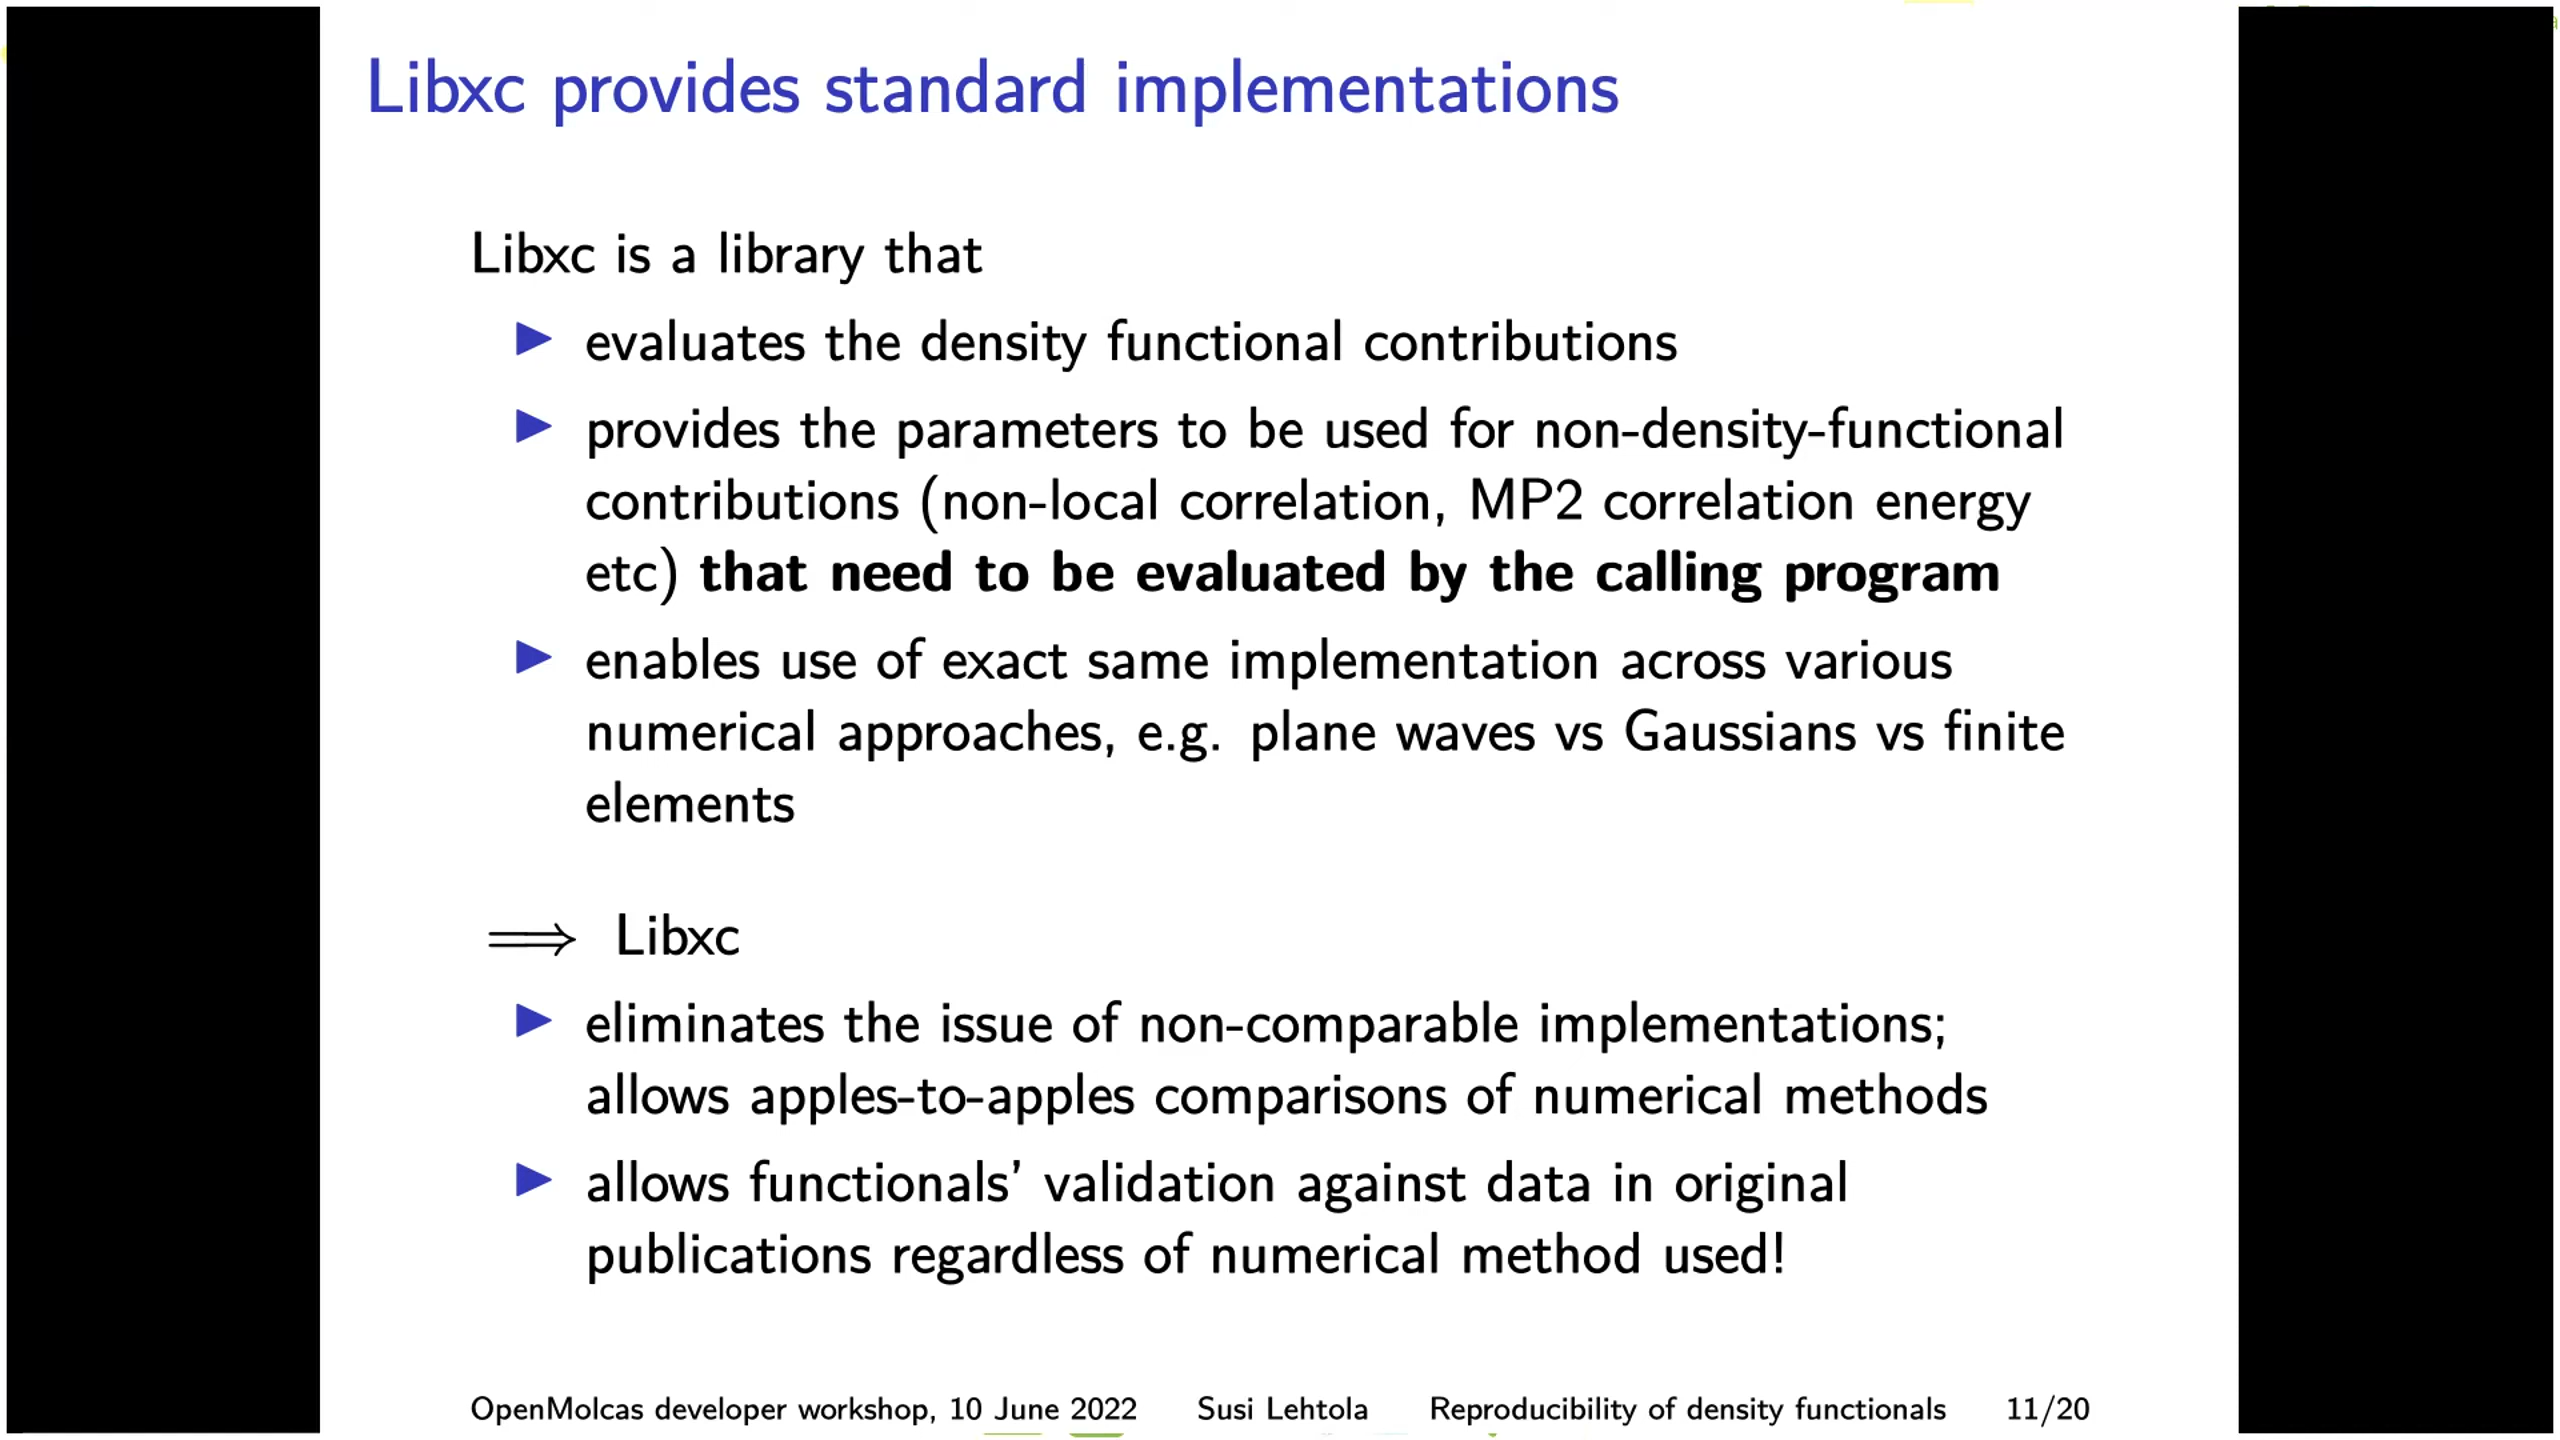 Libxc provides standard implementations
Libxc is a library that
▶ evaluates the density functional contributions
▶ provides the parameters to be used for non-density-functional
contributions (non-local correlation, MP2 correlation energy
etc) that need to be evaluated by the calling program
▶ enables use of exact same implementation across various
numerical approaches, e.g. plane waves vs Gaussians vs finite
elements
⟹ Libxc
▶ eliminates the issue of non-comparable implementations;
allows apples-to-apples comparisons of numerical methods
▶ allows functionals’ validation against data in original
publications regardless of numerical method used!
OpenMolcas developer workshop, 10 June 2022 Susi Lehtola Reproducibility of density functionals 11/20